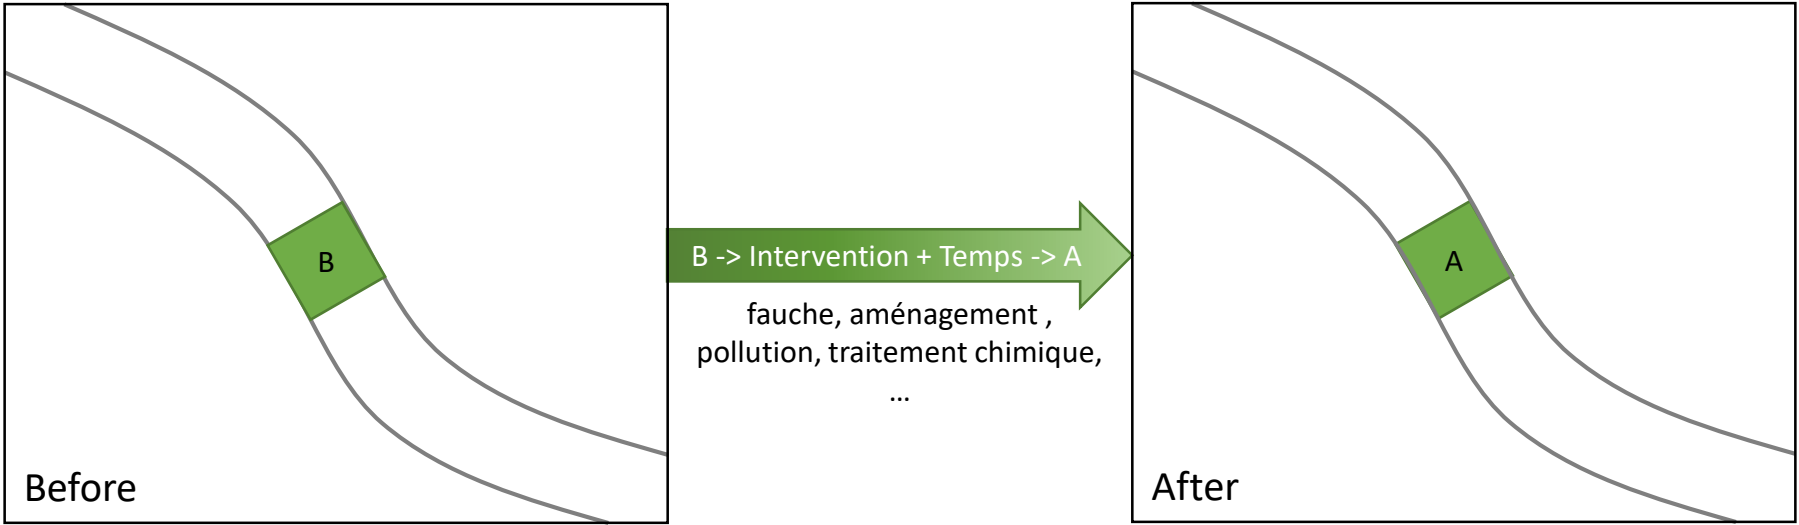 B
B -> Intervention + Temps -> A
fauche, aménagement ,
pollution, traitement chimique,
...
A
Before
After